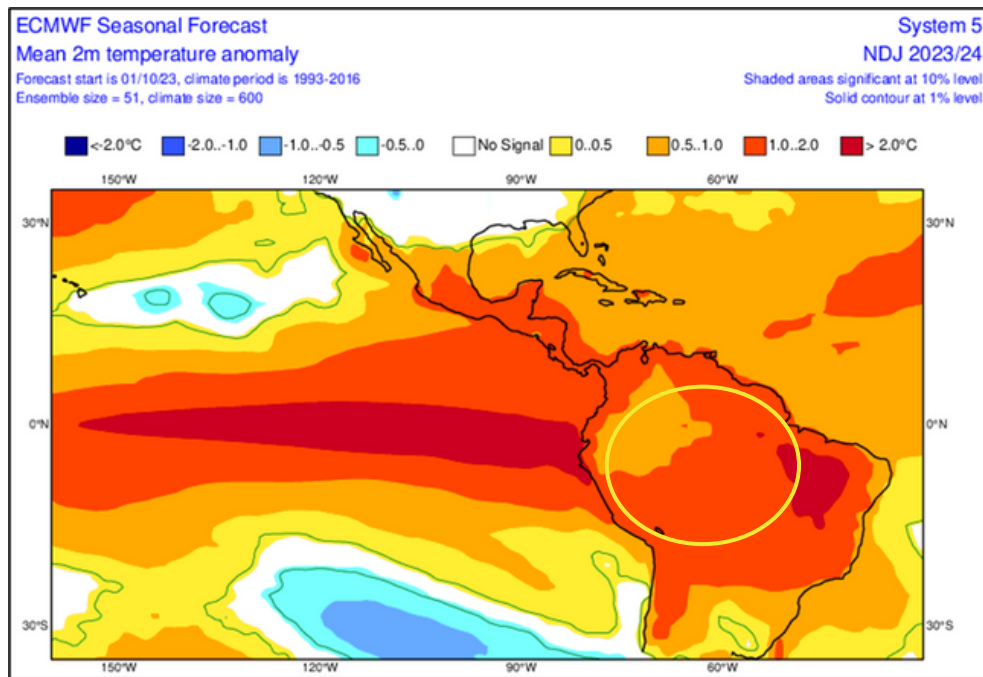 ECMWF Seasonal Forecast
System 5
Mean 2m temperature anomaly
NDJ 2023/24
Forecast start is 01/10/23, climate period is 1993-2016
Shaded areas significant at 10% level
Ensemble size = 51, climate size = 600
Solid contour at 1% level
<-2.0°C -2.0..-1.0 -1.0..-0.5 -0.5..0 No Signal 0..0.5 0.5..1.0 1.0..2.0 > 2.0°C
150°W 120°W 90°W 60°W
30°N 30°N
0°N 0°N
30°S 30°S
150°W 120°W 90°W 60°W